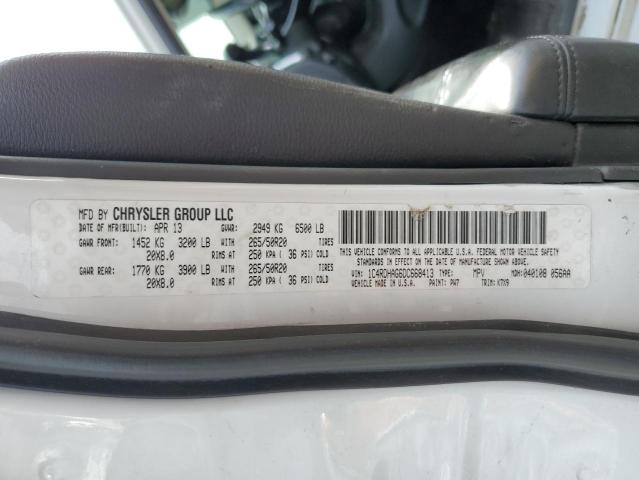 MFD BY CHRYSLER GROUP LLC
DATE OF MFR(BUILT): APR 13 GVWR: 2949 KG 6500 LB
GAWR FRONT: 1452 KG 3200 LB WITH 265/50R20 TIRES
20X8.0 RIMS AT 250 KPA ( 36 PSI) COLD
GAWR REAR: 1770 KG 3900 LB WITH 265/50R20 TIRES
20X8.0 RIMS AT 250 KPA ( 36 PSI) COLD
THIS VEHICLE CONFORMS TO ALL APPLICABLE U.S.A. FEDERAL MOTOR VEHICLE SAFETY
STANDARDS IN EFFECT ON THE DATE OF MANUFACTURE SHOWN ABOVE.
VIN: 1C4RDHAG6DC668413 TYPE: MPV MDH: 040108 056AA
VEHICLE MADE IN U.S.A. PAINT: PW7 TRIM: K7X9